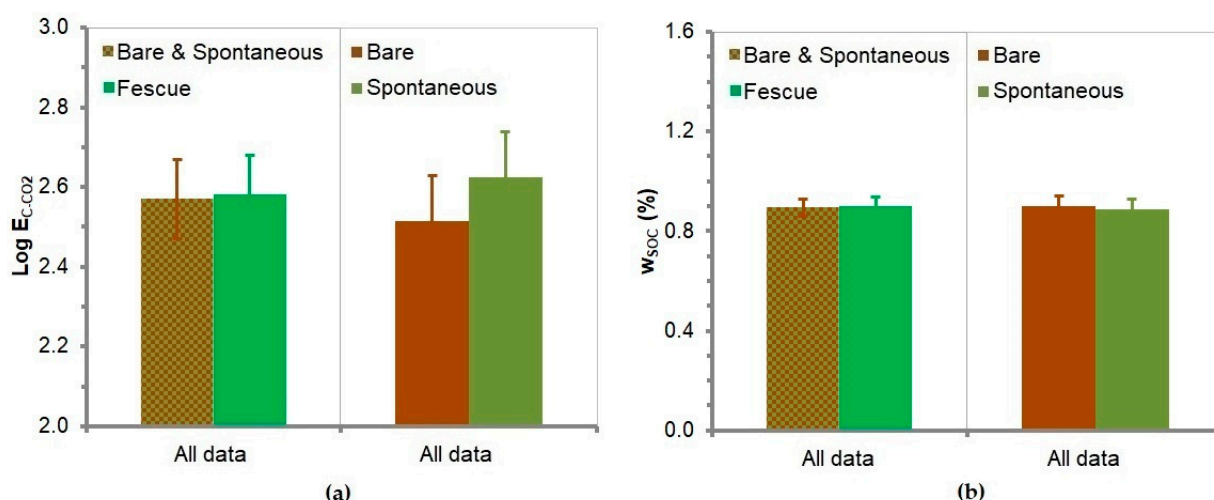 3.0
2.8
2.6
2.4
2.2
2.0
Log E_C-CO2
Bare & Spontaneous
Fescue
Bare
Spontaneous
All data
All data
(a)
1.6
1.2
0.8
0.4
0.0
w_SOC (%)
Bare & Spontaneous
Fescue
Bare
Spontaneous
All data
All data
(b)